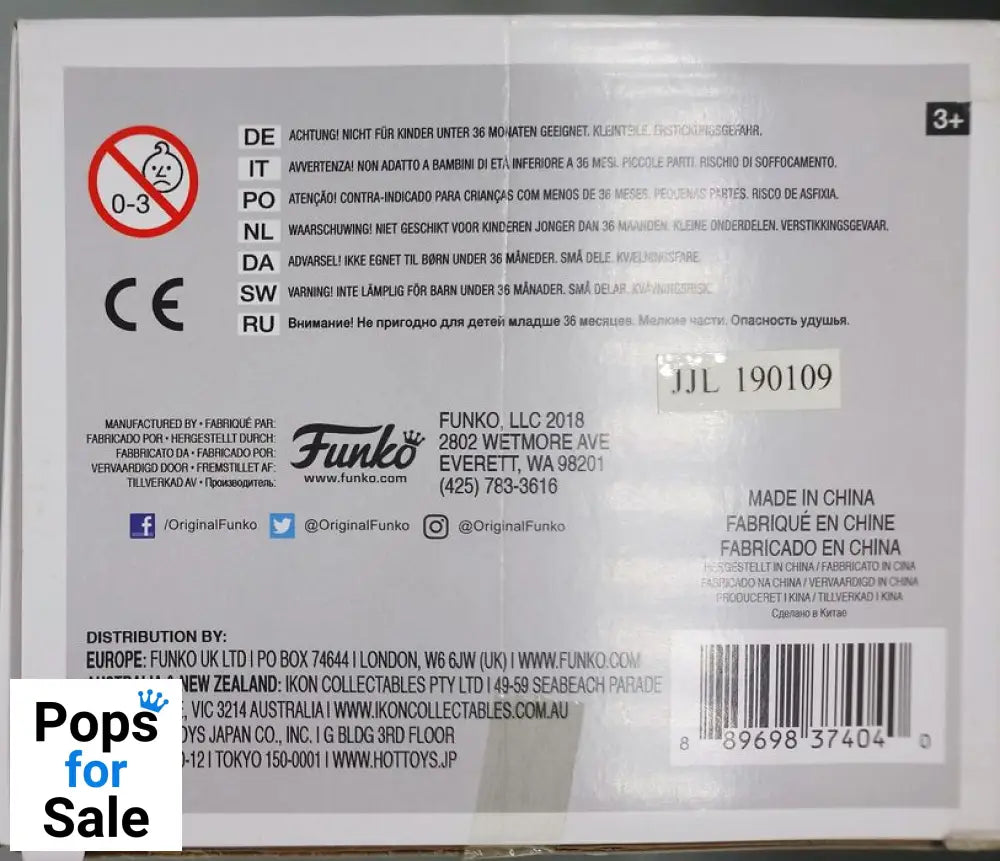 3+
0-3
DE ACHTUNG! NICHT FÜR KINDER UNTER 36 MONATEN GEEIGNET. KLEINTEILE. ERSTICKUNGSGEFAHR.
IT AVVERTENZA! NON ADATTO A BAMBINI DI ETÀ INFERIORE A 36 MESI. PICCOLE PARTI. RISCHIO DI SOFFOCAMENTO.
PO ATENÇÃO! CONTRA-INDICADO PARA CRIANÇAS COM MENOS DE 36 MESES. PEQUENAS PARTES. RISCO DE ASFIXIA.
NL WAARSCHUWING! NIET GESCHIKT VOOR KINDEREN JONGER DAN 36 MAANDEN. KLEINE ONDERDELEN. VERSTIKKINGSGEVAAR.
DA ADVARSEL! IKKE EGNET TIL BØRN UNDER 36 MÅNEDER. SMÅ DELE. KVÆLNINGSFARE.
SW VARNING! INTE LÄMPLIG FÖR BARN UNDER 36 MÅNADER. SMÅ DELAR. KVÄVNINGSRISK.
RU Внимание! Не пригодно для детей младше 36 месяцев. Мелкие части. Опасность удушья.
CE
JJL 190109
MANUFACTURED BY • FABRIQUÉ PAR:
FABRICADO POR • HERGESTELLT DURCH:
FABBRICATO DA • FABRICADO POR:
VERVAARDIGD DOOR • FREMSTILLET AF:
TILLVERKAD AV • Производитель:
Funko
www.funko.com
FUNKO, LLC 2018
2802 WETMORE AVE
EVERETT, WA 98201
(425) 783-3616
f /OriginalFunko @OriginalFunko @OriginalFunko
MADE IN CHINA
FABRIQUÉ EN CHINE
FABRICADO EN CHINA
HERGESTELLT IN CHINA / FABBRICATO IN CINA
FABRICADO NA CHINA / VERVAARDIGD IN CHINA
PRODUCERET I KINA / TILLVERKAD I KINA
Сделано в Китае
DISTRIBUTION BY:
EUROPE: FUNKO UK LTD I PO BOX 74644 I LONDON, W6 6JW (UK) I WWW.FUNKO.COM
AUSTRALIA & NEW ZEALAND: IKON COLLECTABLES PTY LTD I 49-59 SEABEACH PARADE
, VIC 3214 AUSTRALIA I WWW.IKONCOLLECTABLES.COM.AU
OYS JAPAN CO., INC. I G BLDG 3RD FLOOR
0-12 I TOKYO 150-0001 I WWW.HOTTOYS.JP
8 89698 37404 0
Pops
for
Sale